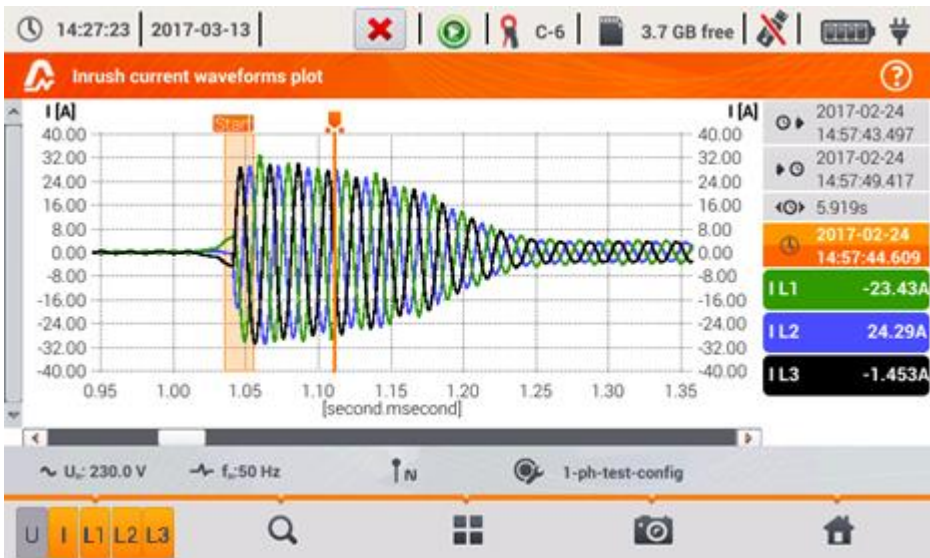 14:27:23 2017-03-13 C-6 3.7 GB free
Inrush current waveforms plot ?
I [A] Start I [A]
40.00 40.00
32.00 32.00
24.00 24.00
16.00 16.00
8.00 8.00
0.00 0.00
-8.00 -8.00
-16.00 -16.00
-24.00 -24.00
-32.00 -32.00
-40.00 -40.00
0.95 1.00 1.05 1.10 1.15 1.20 1.25 1.30 1.35
[second.msecond]
2017-02-24
14:57:43.497
2017-02-24
14:57:49.417
5.919s
2017-02-24
14:57:44.609
I L1 -23.43A
I L2 24.29A
I L3 -1.453A
Uₙ: 230.0 V fₙ:50 Hz N 1-ph-test-config
U I L1 L2 L3